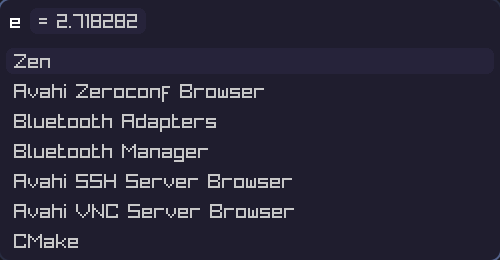 e = 2.718282
Zen
Avahi Zeroconf Browser
Bluetooth Adapters
Bluetooth Manager
Avahi SSH Server Browser
Avahi VNC Server Browser
CMake